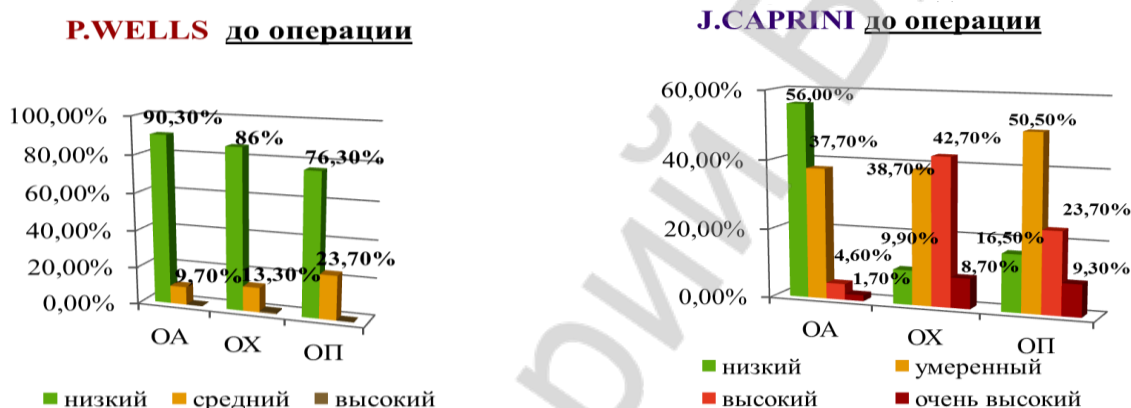 P.WELLS до операции
100,00%
80,00%
60,00%
40,00%
20,00%
0,00%
90,30%
86%
76,30%
9,70%
13,30%
23,70%
ОА
ОХ
ОП
низкий средний высокий
J.CAPRINI до операции
60,00%
40,00%
20,00%
0,00%
56,00%
37,70%
4,60%
1,70%
9,90%
38,70%
42,70%
8,70%
16,50%
50,50%
23,70%
9,30%
ОА
ОХ
ОП
низкий умеренный
высокий очень высокий
рий В